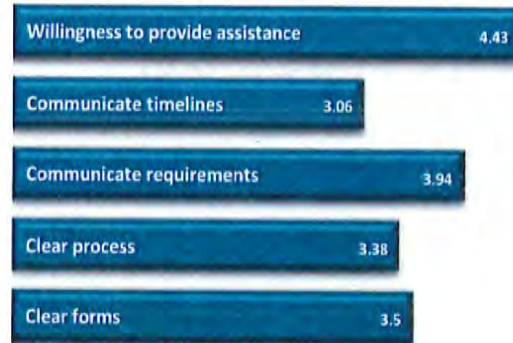 Willingness to provide assistance 4.43
Communicate timelines 3.06
Communicate requirements 3.94
Clear process 3.38
Clear forms 3.5